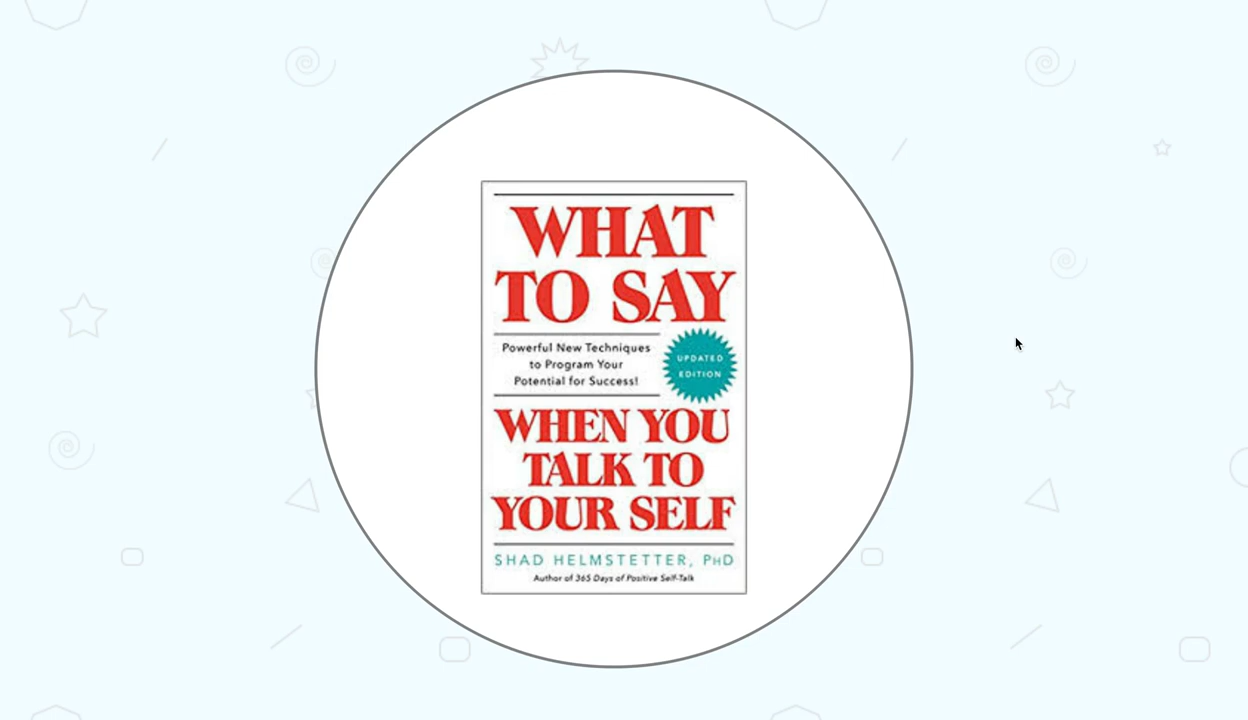 WHAT
TO SAY
Powerful New Techniques
to Program Your
Potential for Success!
UPDATED
EDITION
WHEN YOU
TALK TO
YOUR SELF
SHAD HELMSTETTER, PHD
Author of 365 Days of Positive Self-Talk